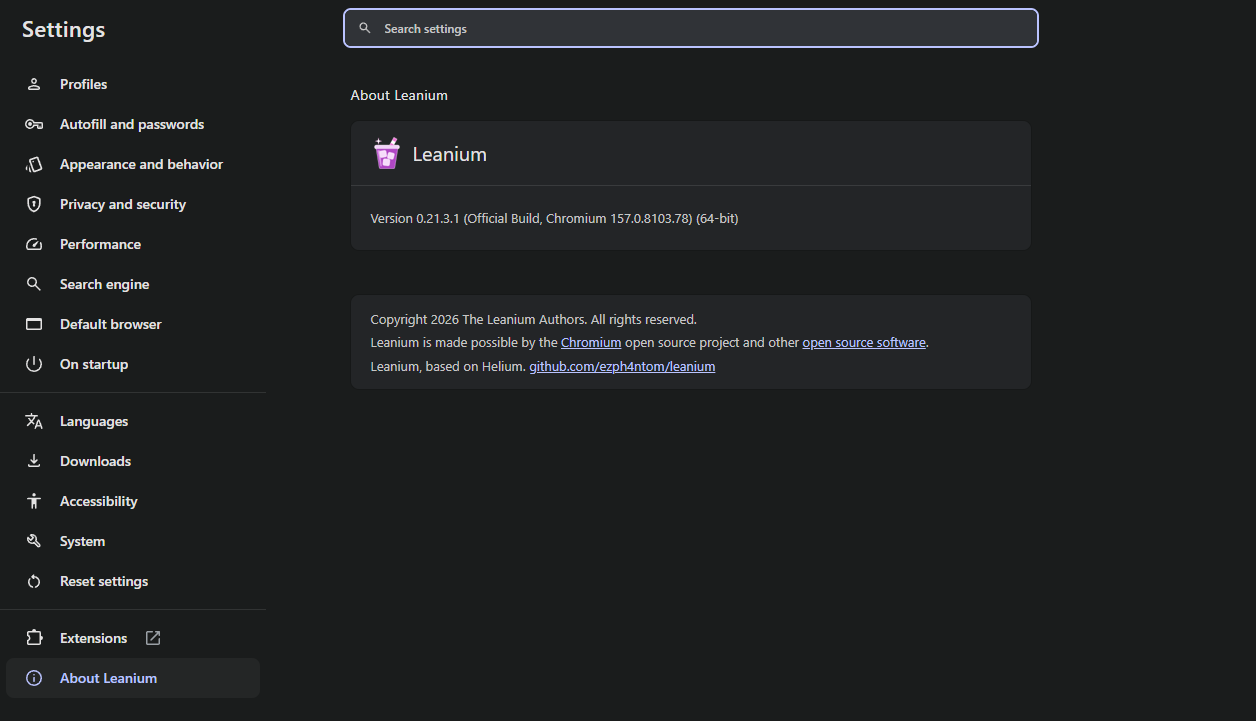 Settings
Search settings
Profiles
Autofill and passwords
Appearance and behavior
Privacy and security
Performance
Search engine
Default browser
On startup
Languages
Downloads
Accessibility
System
Reset settings
Extensions
About Leanium
About Leanium
Leanium
Version 0.21.3.1 (Official Build, Chromium 157.0.8103.78) (64-bit)
Copyright 2026 The Leanium Authors. All rights reserved.
Leanium is made possible by the Chromium open source project and other open source software.
Leanium, based on Helium. github.com/ezph4ntom/leanium